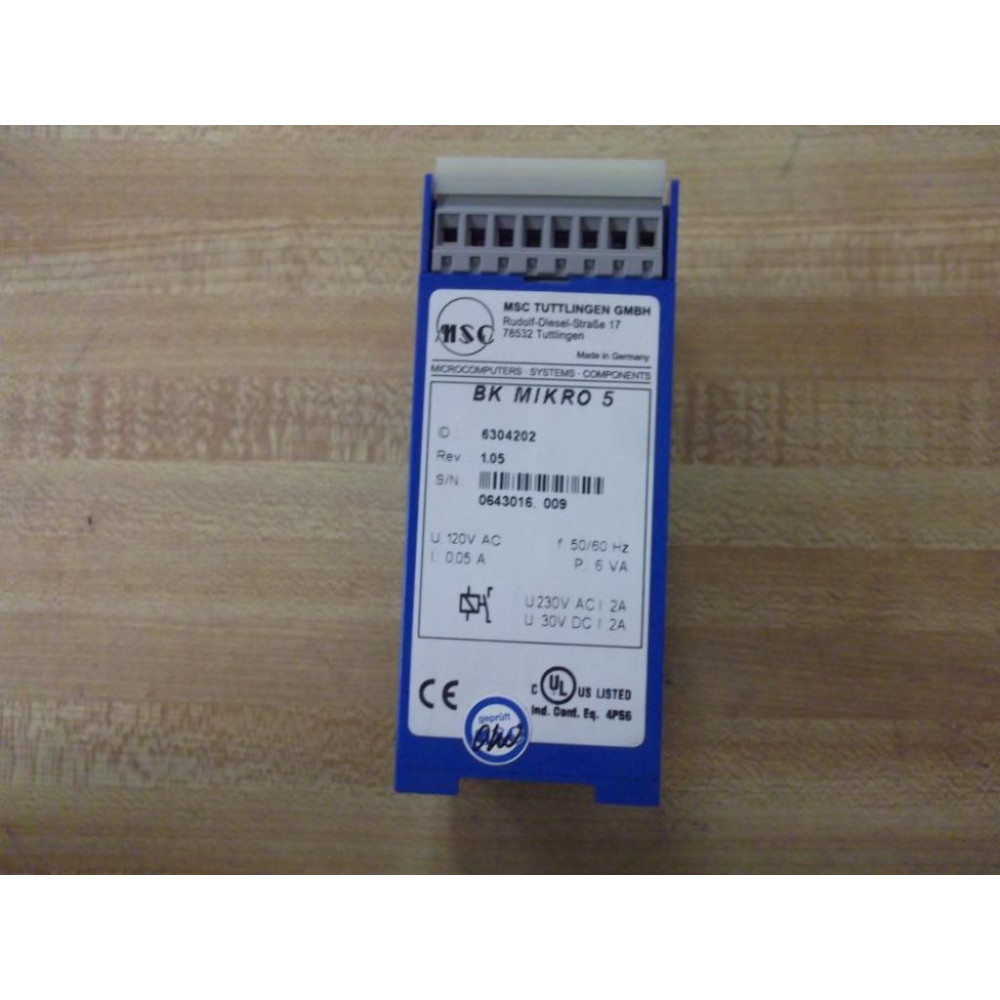 MSC
MSC TUTTLINGEN GMBH
Rudolf-Diesel-Straße 17
78532 Tuttlingen
Made in Germany
MICROCOMPUTERS · SYSTEMS · COMPONENTS
BK MIKRO 5
ID : 6304202
Rev. : 1.05
S/N:
0643016. 009
U: 120V AC f: 50/60 Hz
I: 0.05 A P: 6 VA
U:230V AC I: 2A
U: 30V DC I: 2A
CE
C UL US LISTED
Ind. Cont. Eq. 4P56
geprüft